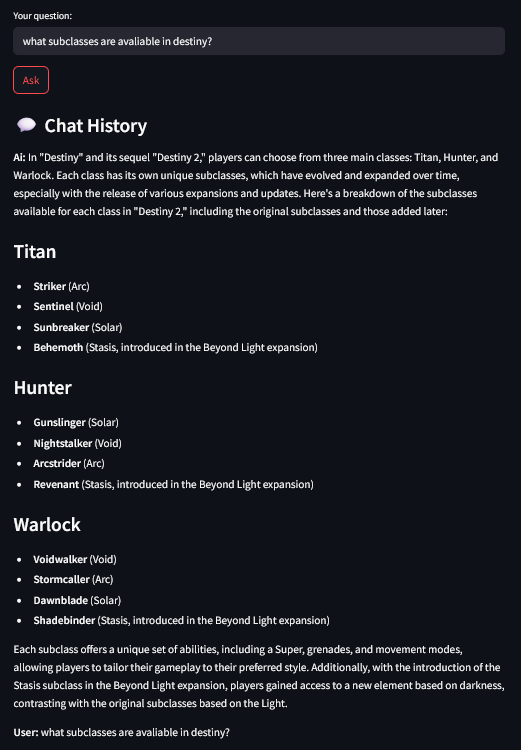 Your question:
what subclasses are avaliable in destiny?
Ask
💬 Chat History
Ai: In "Destiny" and its sequel "Destiny 2," players can choose from three main classes: Titan, Hunter, and
Warlock. Each class has its own unique subclasses, which have evolved and expanded over time,
especially with the release of various expansions and updates. Here's a breakdown of the subclasses
available for each class in "Destiny 2," including the original subclasses and those added later:
Titan
• Striker (Arc)
• Sentinel (Void)
• Sunbreaker (Solar)
• Behemoth (Stasis, introduced in the Beyond Light expansion)
Hunter
• Gunslinger (Solar)
• Nightstalker (Void)
• Arcstrider (Arc)
• Revenant (Stasis, introduced in the Beyond Light expansion)
Warlock
• Voidwalker (Void)
• Stormcaller (Arc)
• Dawnblade (Solar)
• Shadebinder (Stasis, introduced in the Beyond Light expansion)
Each subclass offers a unique set of abilities, including a Super, grenades, and movement modes,
allowing players to tailor their gameplay to their preferred style. Additionally, with the introduction of the
Stasis subclass in the Beyond Light expansion, players gained access to a new element based on darkness,
contrasting with the original subclasses based on the Light.
User: what subclasses are avaliable in destiny?